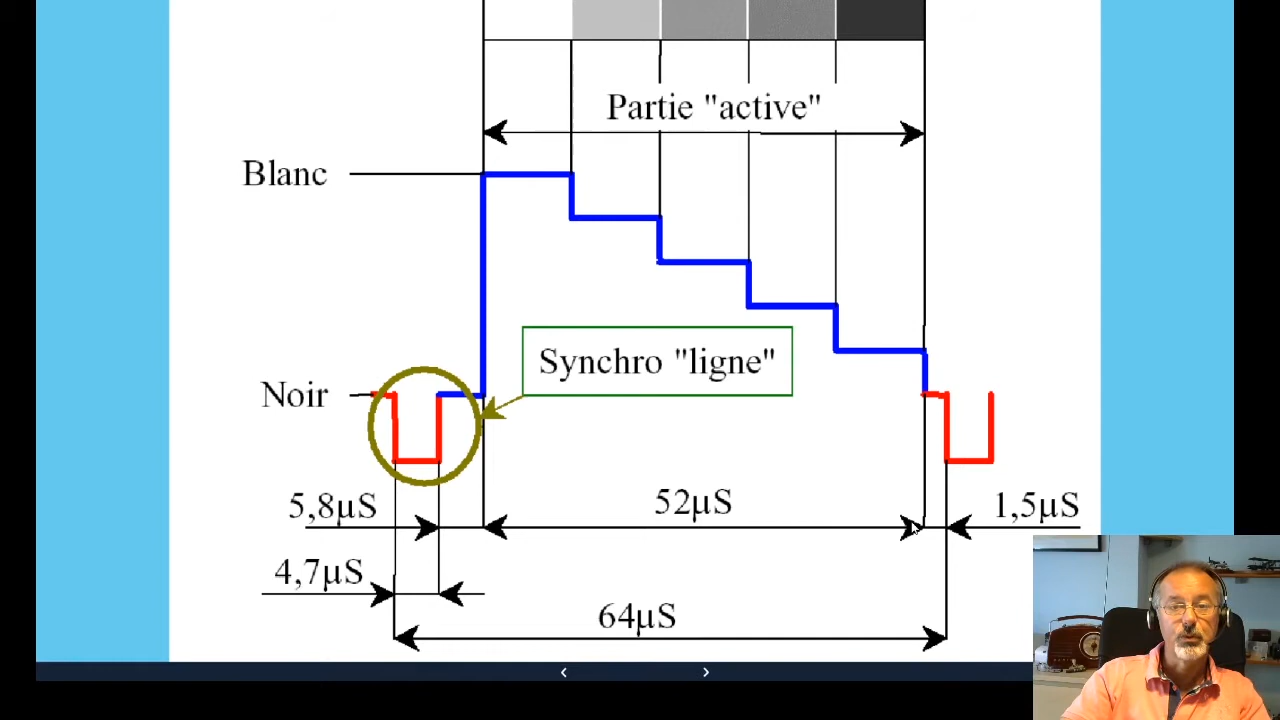 Partie "active"
Blanc
Synchro "ligne"
Noir
5,8µS
52µS
1,5µS
4,7µS
64µS